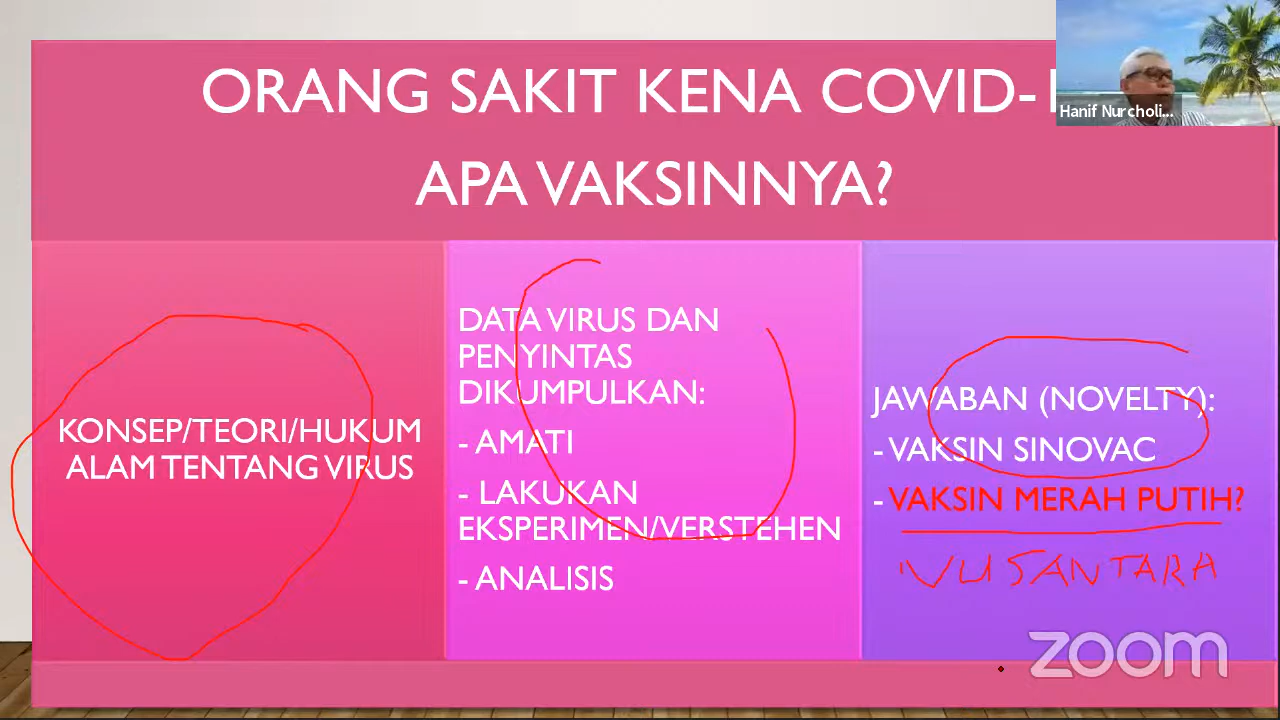 ORANG SAKIT KENA COVID-
APA VAKSINNYA?
Hanif Nurcholi...
KONSEP/TEORI/HUKUM
ALAM TENTANG VIRUS
DATA VIRUS DAN
PENYINTAS
DIKUMPULKAN:
- AMATI
- LAKUKAN
EKSPERIMEN/VERSTEHEN
- ANALISIS
JAWABAN (NOVELTY):
- VAKSIN SINOVAC
- VAKSIN MERAH PUTIH?
NUSANTARA
zoom